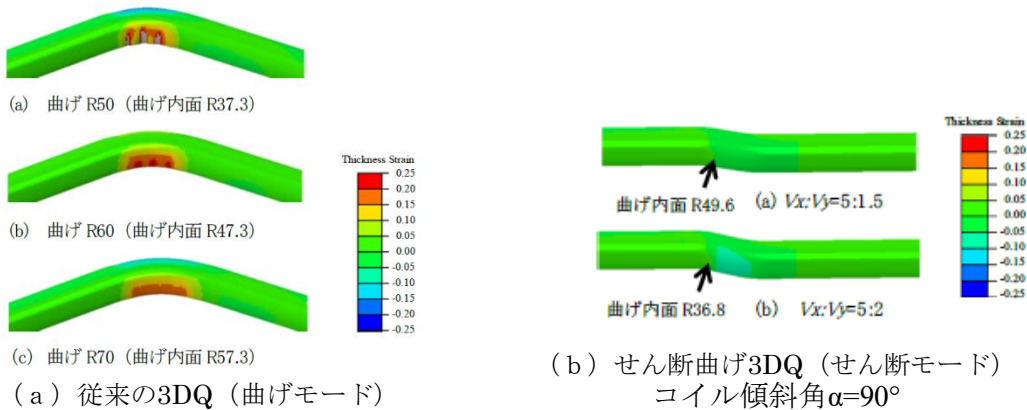 (a) 曲げ R50（曲げ内面 R37.3）
(b) 曲げ R60（曲げ内面 R47.3）
(c) 曲げ R70（曲げ内面 R57.3）
Thickness Strain
0.25
0.20
0.15
0.10
0.05
0.00
-0.05
-0.10
-0.15
-0.20
-0.25
（a）従来の3DQ（曲げモード）
曲げ内面 R49.6
(a) Vx:Vy=5:1.5
曲げ内面 R36.8
(b) Vx:Vy=5:2
Thickness Strain
0.25
0.20
0.15
0.10
0.05
0.00
-0.05
-0.10
-0.15
-0.20
-0.25
（b）せん断曲げ3DQ（せん断モード）
コイル傾斜角α=90°